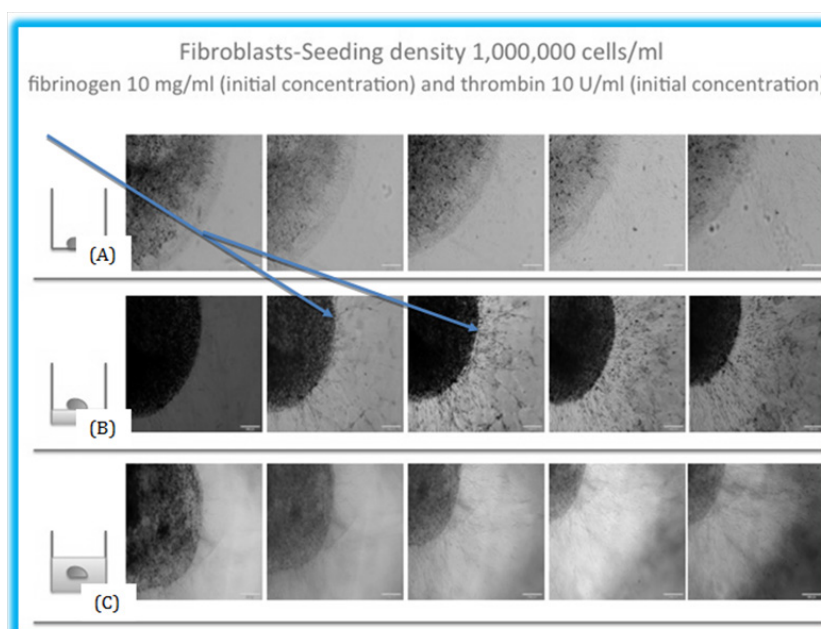 Fibroblasts-Seeding density 1,000,000 cells/ml
fibrinogen 10 mg/ml (initial concentration) and thrombin 10 U/ml (initial concentration)
(A)
(B)
(C)